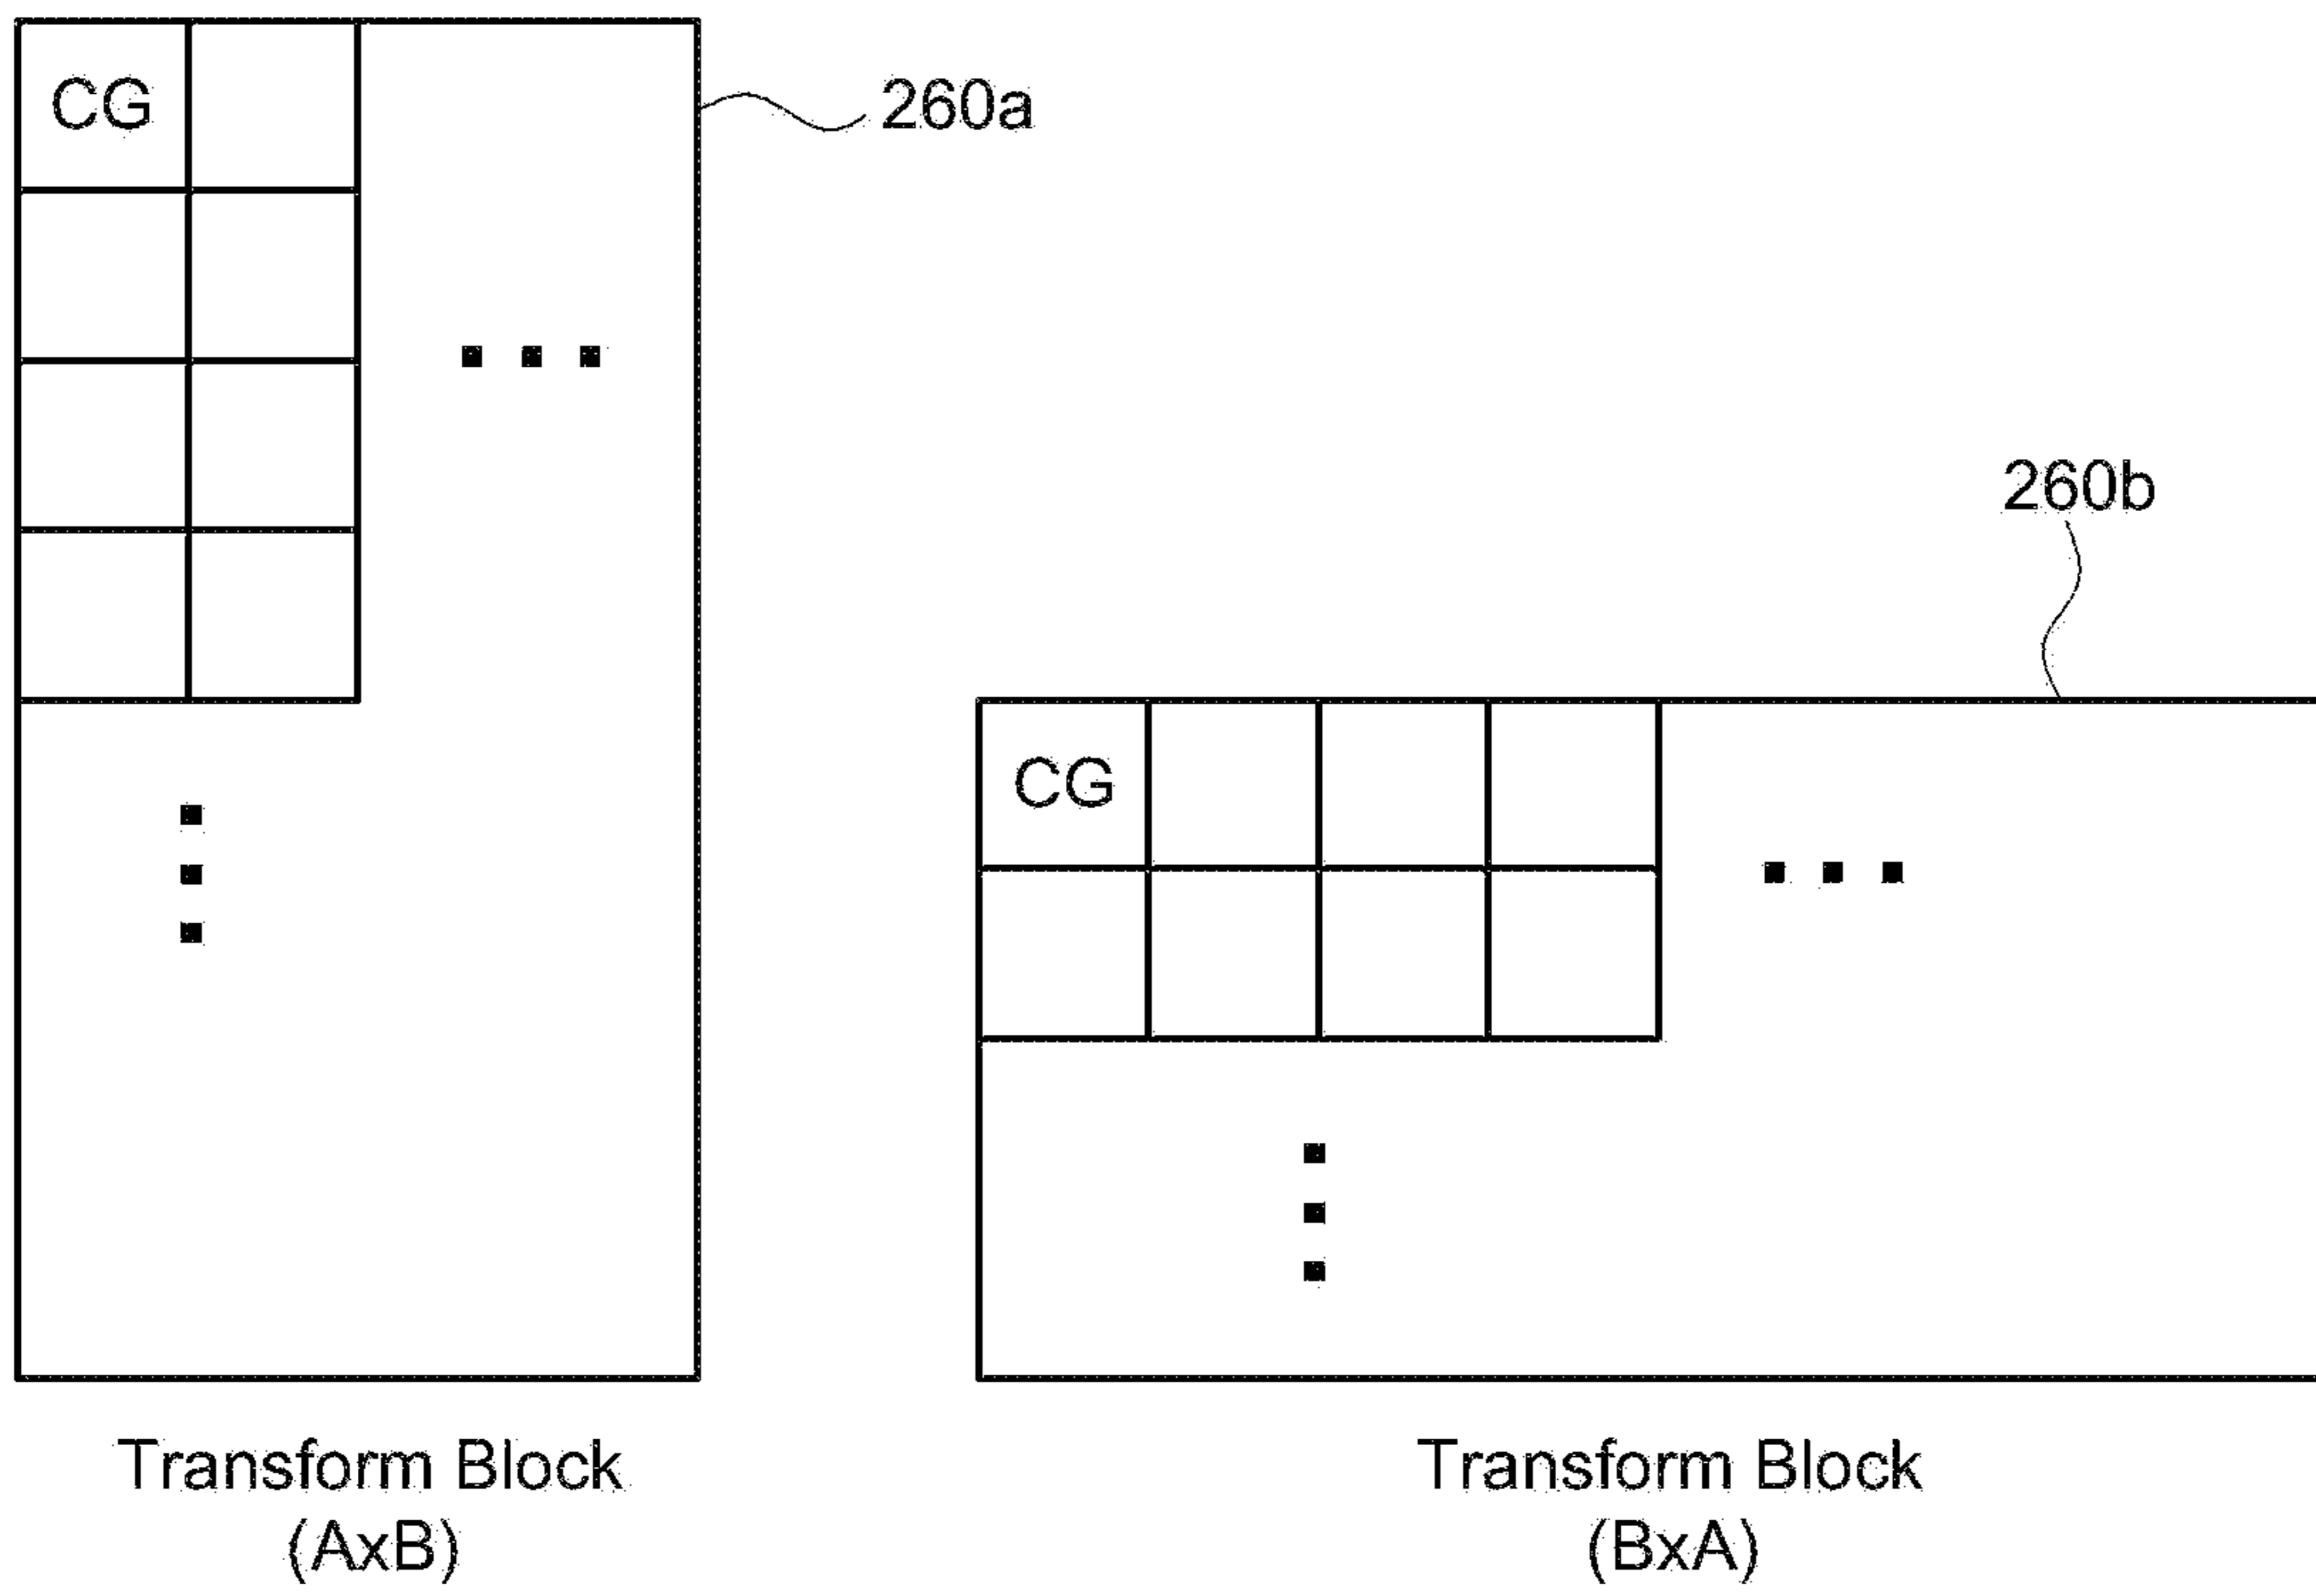 CG
260a
260b
CG
Transform Block
(AxB)
Transform Block
(BxA)